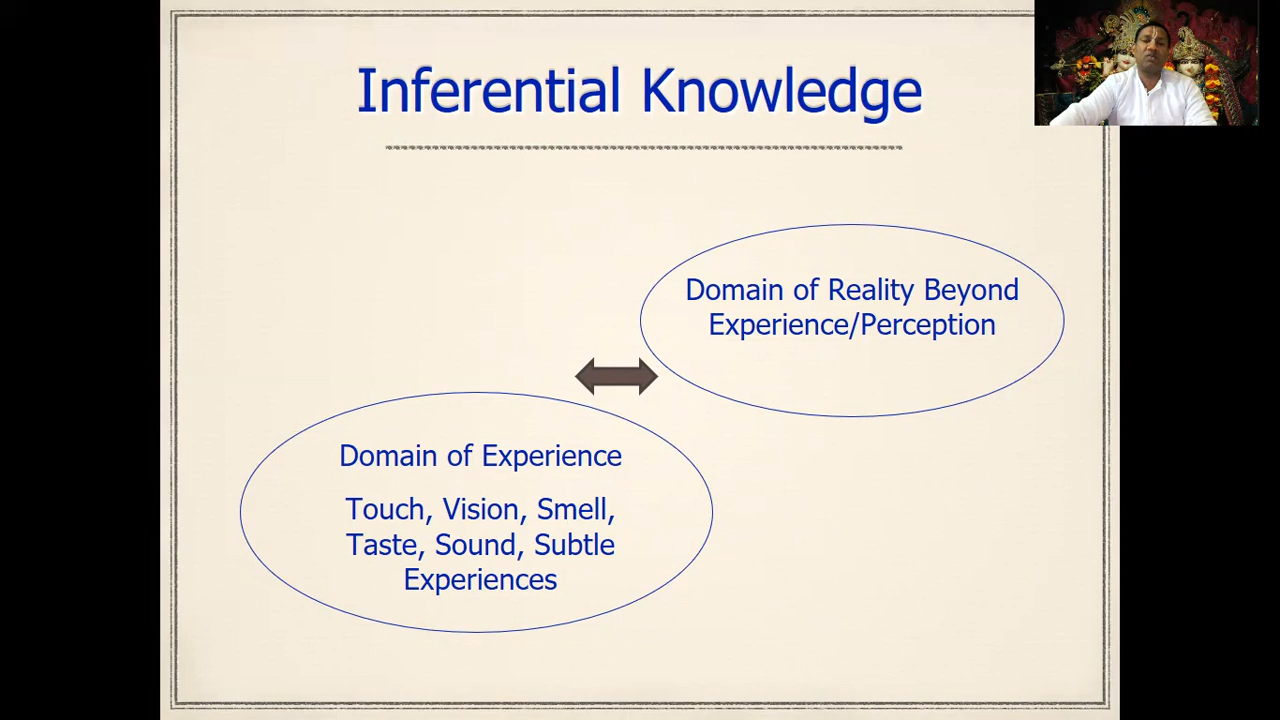 Inferential Knowledge
Domain of Reality Beyond
Experience/Perception
Domain of Experience
Touch, Vision, Smell,
Taste, Sound, Subtle
Experiences